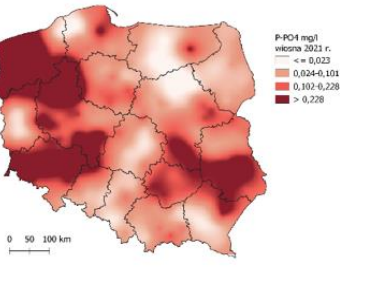 P-PO4 mg/l
wiosna 2021 r.
<= 0,023
0,024-0,101
0,102-0,228
> 0,228
0 50 100 km